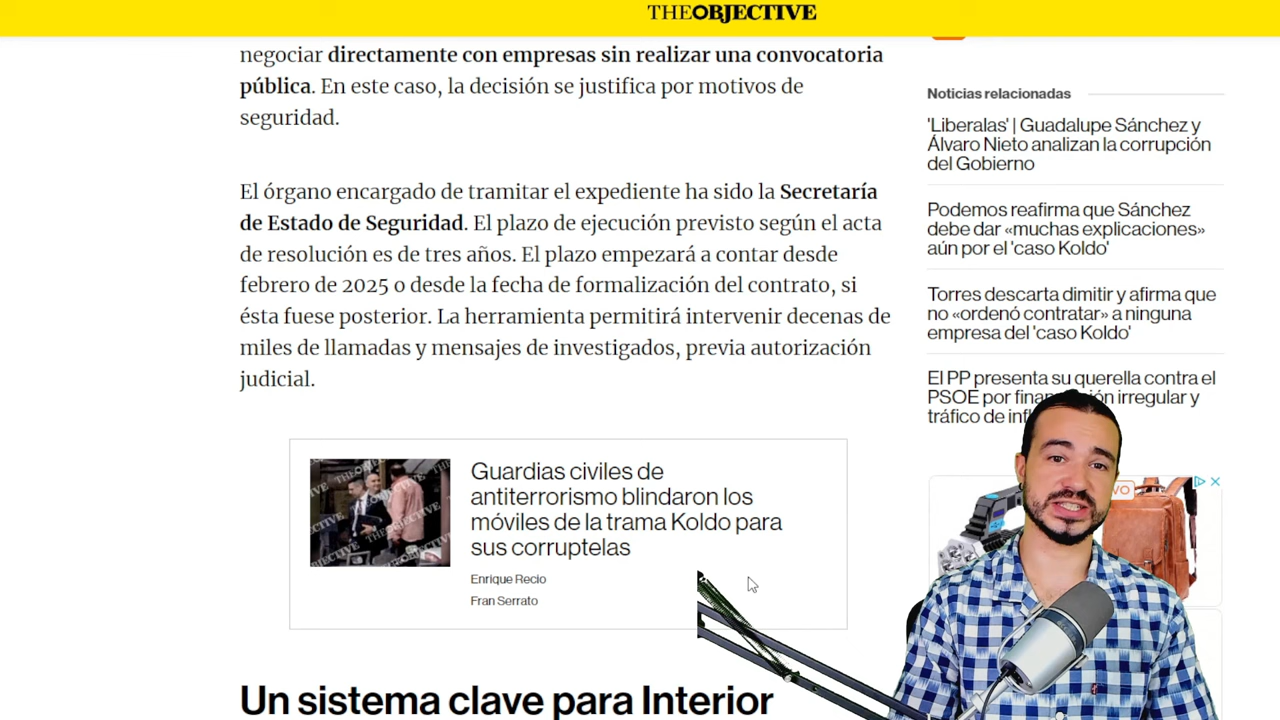 THEOBJECTIVE
negociar directamente con empresas sin realizar una convocatoria
pública. En este caso, la decisión se justifica por motivos de
seguridad.
El órgano encargado de tramitar el expediente ha sido la Secretaría
de Estado de Seguridad. El plazo de ejecución previsto según el acta
de resolución es de tres años. El plazo empezará a contar desde
febrero de 2025 o desde la fecha de formalización del contrato, si
ésta fuese posterior. La herramienta permitirá intervenir decenas de
miles de llamadas y mensajes de investigados, previa autorización
judicial.
Guardias civiles de
antiterrorismo blindaron los
móviles de la trama Koldo para
sus corruptelas
Enrique Recio
Fran Serrato
Un sistema clave para Interior
Noticias relacionadas
'Liberalas' | Guadalupe Sánchez y
Álvaro Nieto analizan la corrupción
del Gobierno
Podemos reafirma que Sánchez
debe dar «muchas explicaciones»
aún por el 'caso Koldo'
Torres descarta dimitir y afirma que
no «ordenó contratar» a ninguna
empresa del 'caso Koldo'
El PP presenta su querella contra el
PSOE por irregular y
tráfico de